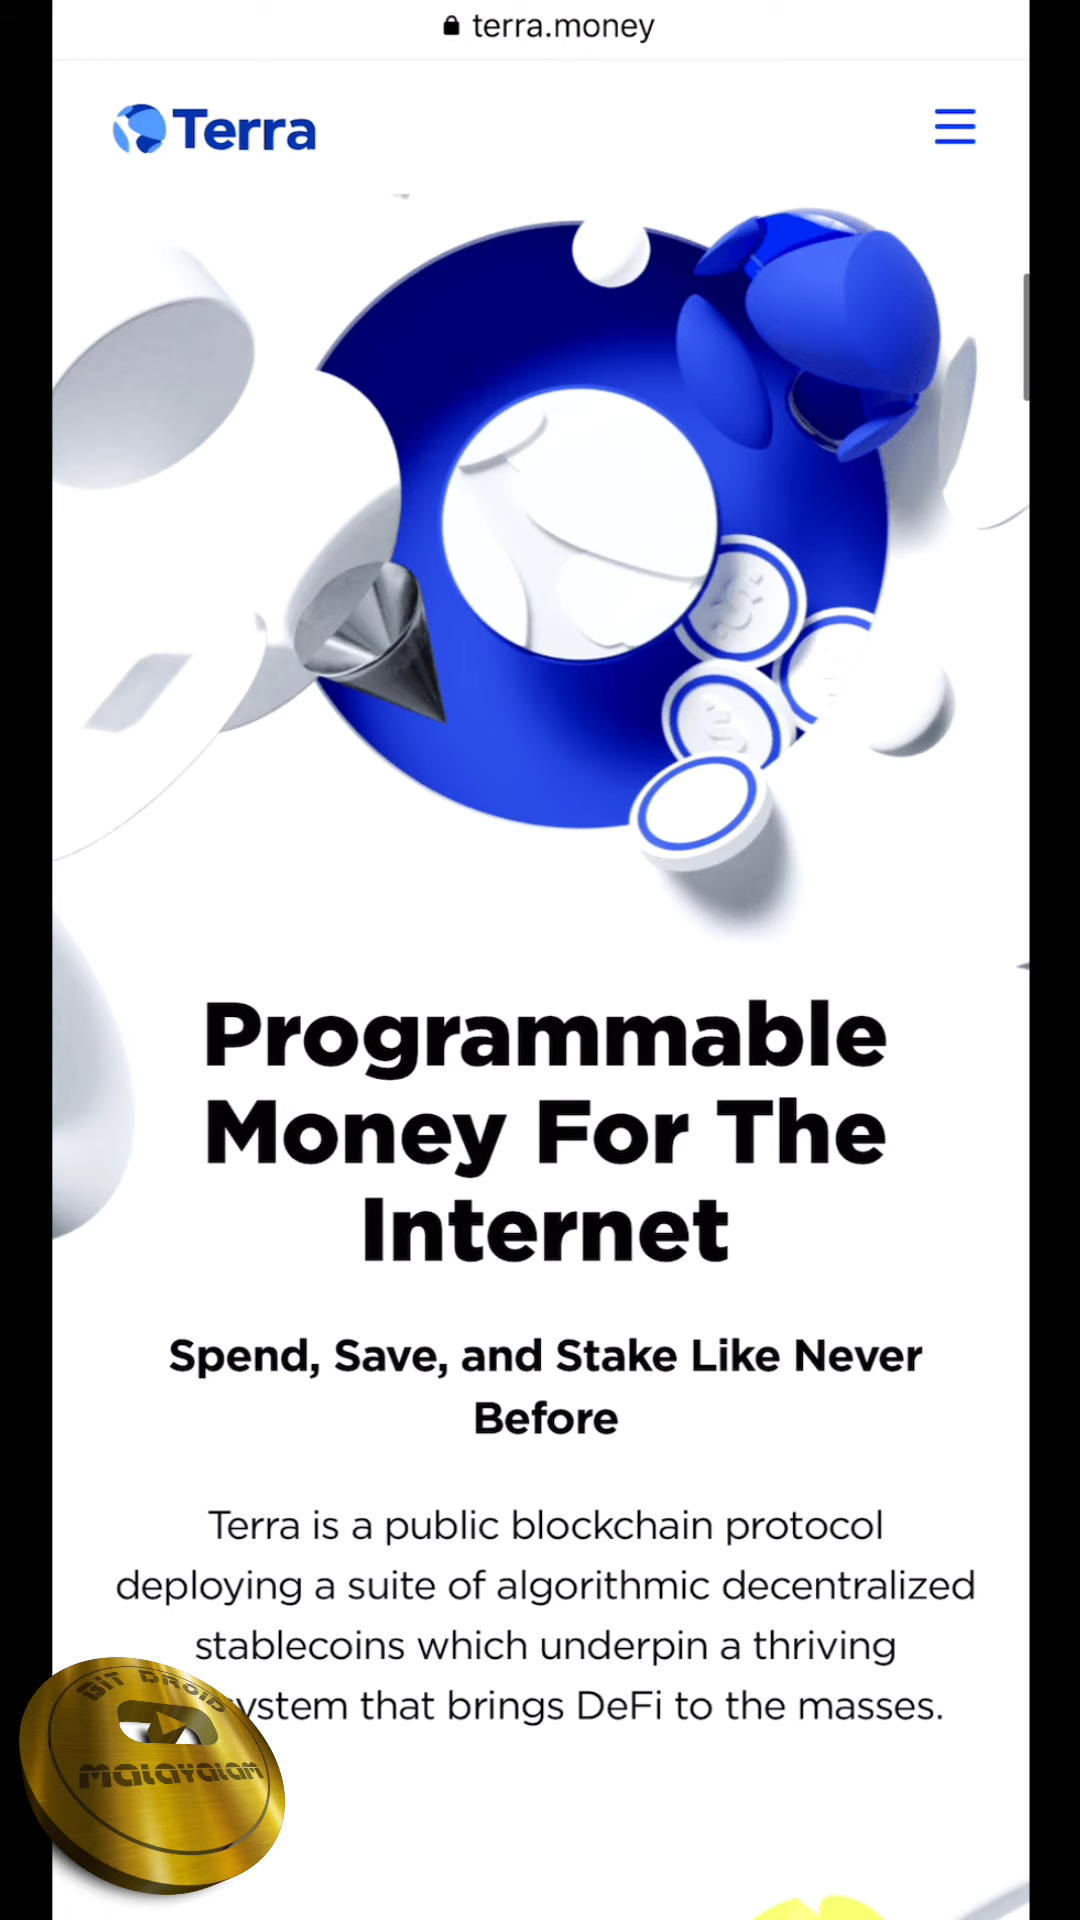 terra.money
Terra
Programmable
Money For The
Internet
Spend, Save, and Stake Like Never
Before
Terra is a public blockchain protocol
deploying a suite of algorithmic decentralized
stablecoins which underpin a thriving
ystem that brings DeFi to the masses.
BIT DROID
MALAYALAM